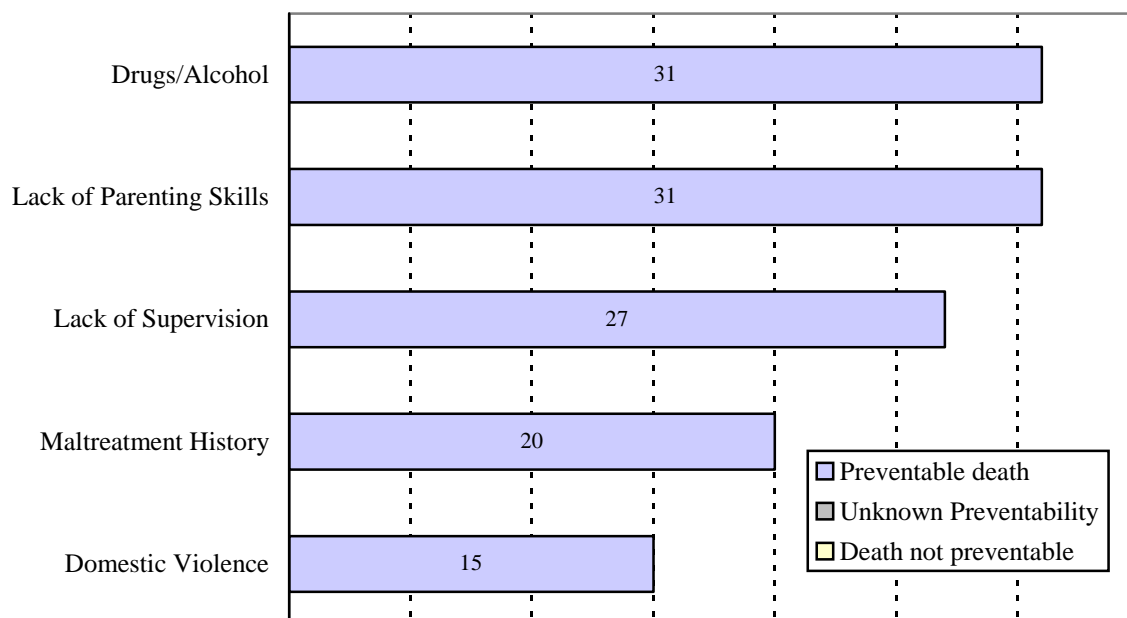 Drugs/Alcohol
31
Lack of Parenting Skills
31
Lack of Supervision
27
Maltreatment History
20
Domestic Violence
15
Preventable death
Unknown Preventability
Death not preventable